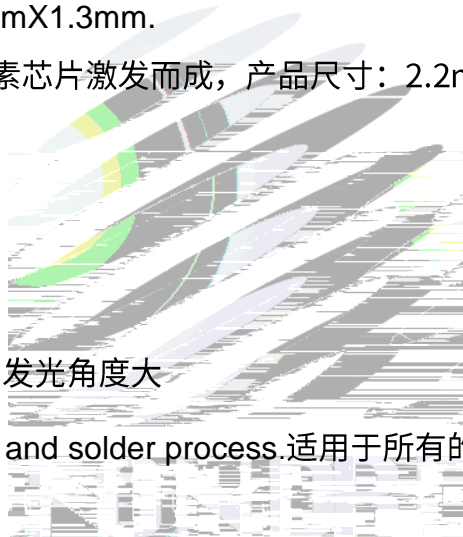 mX1.3mm.
素芯片激发而成，产品尺寸：2.2m
发光角度大
and solder process.适用于所有的